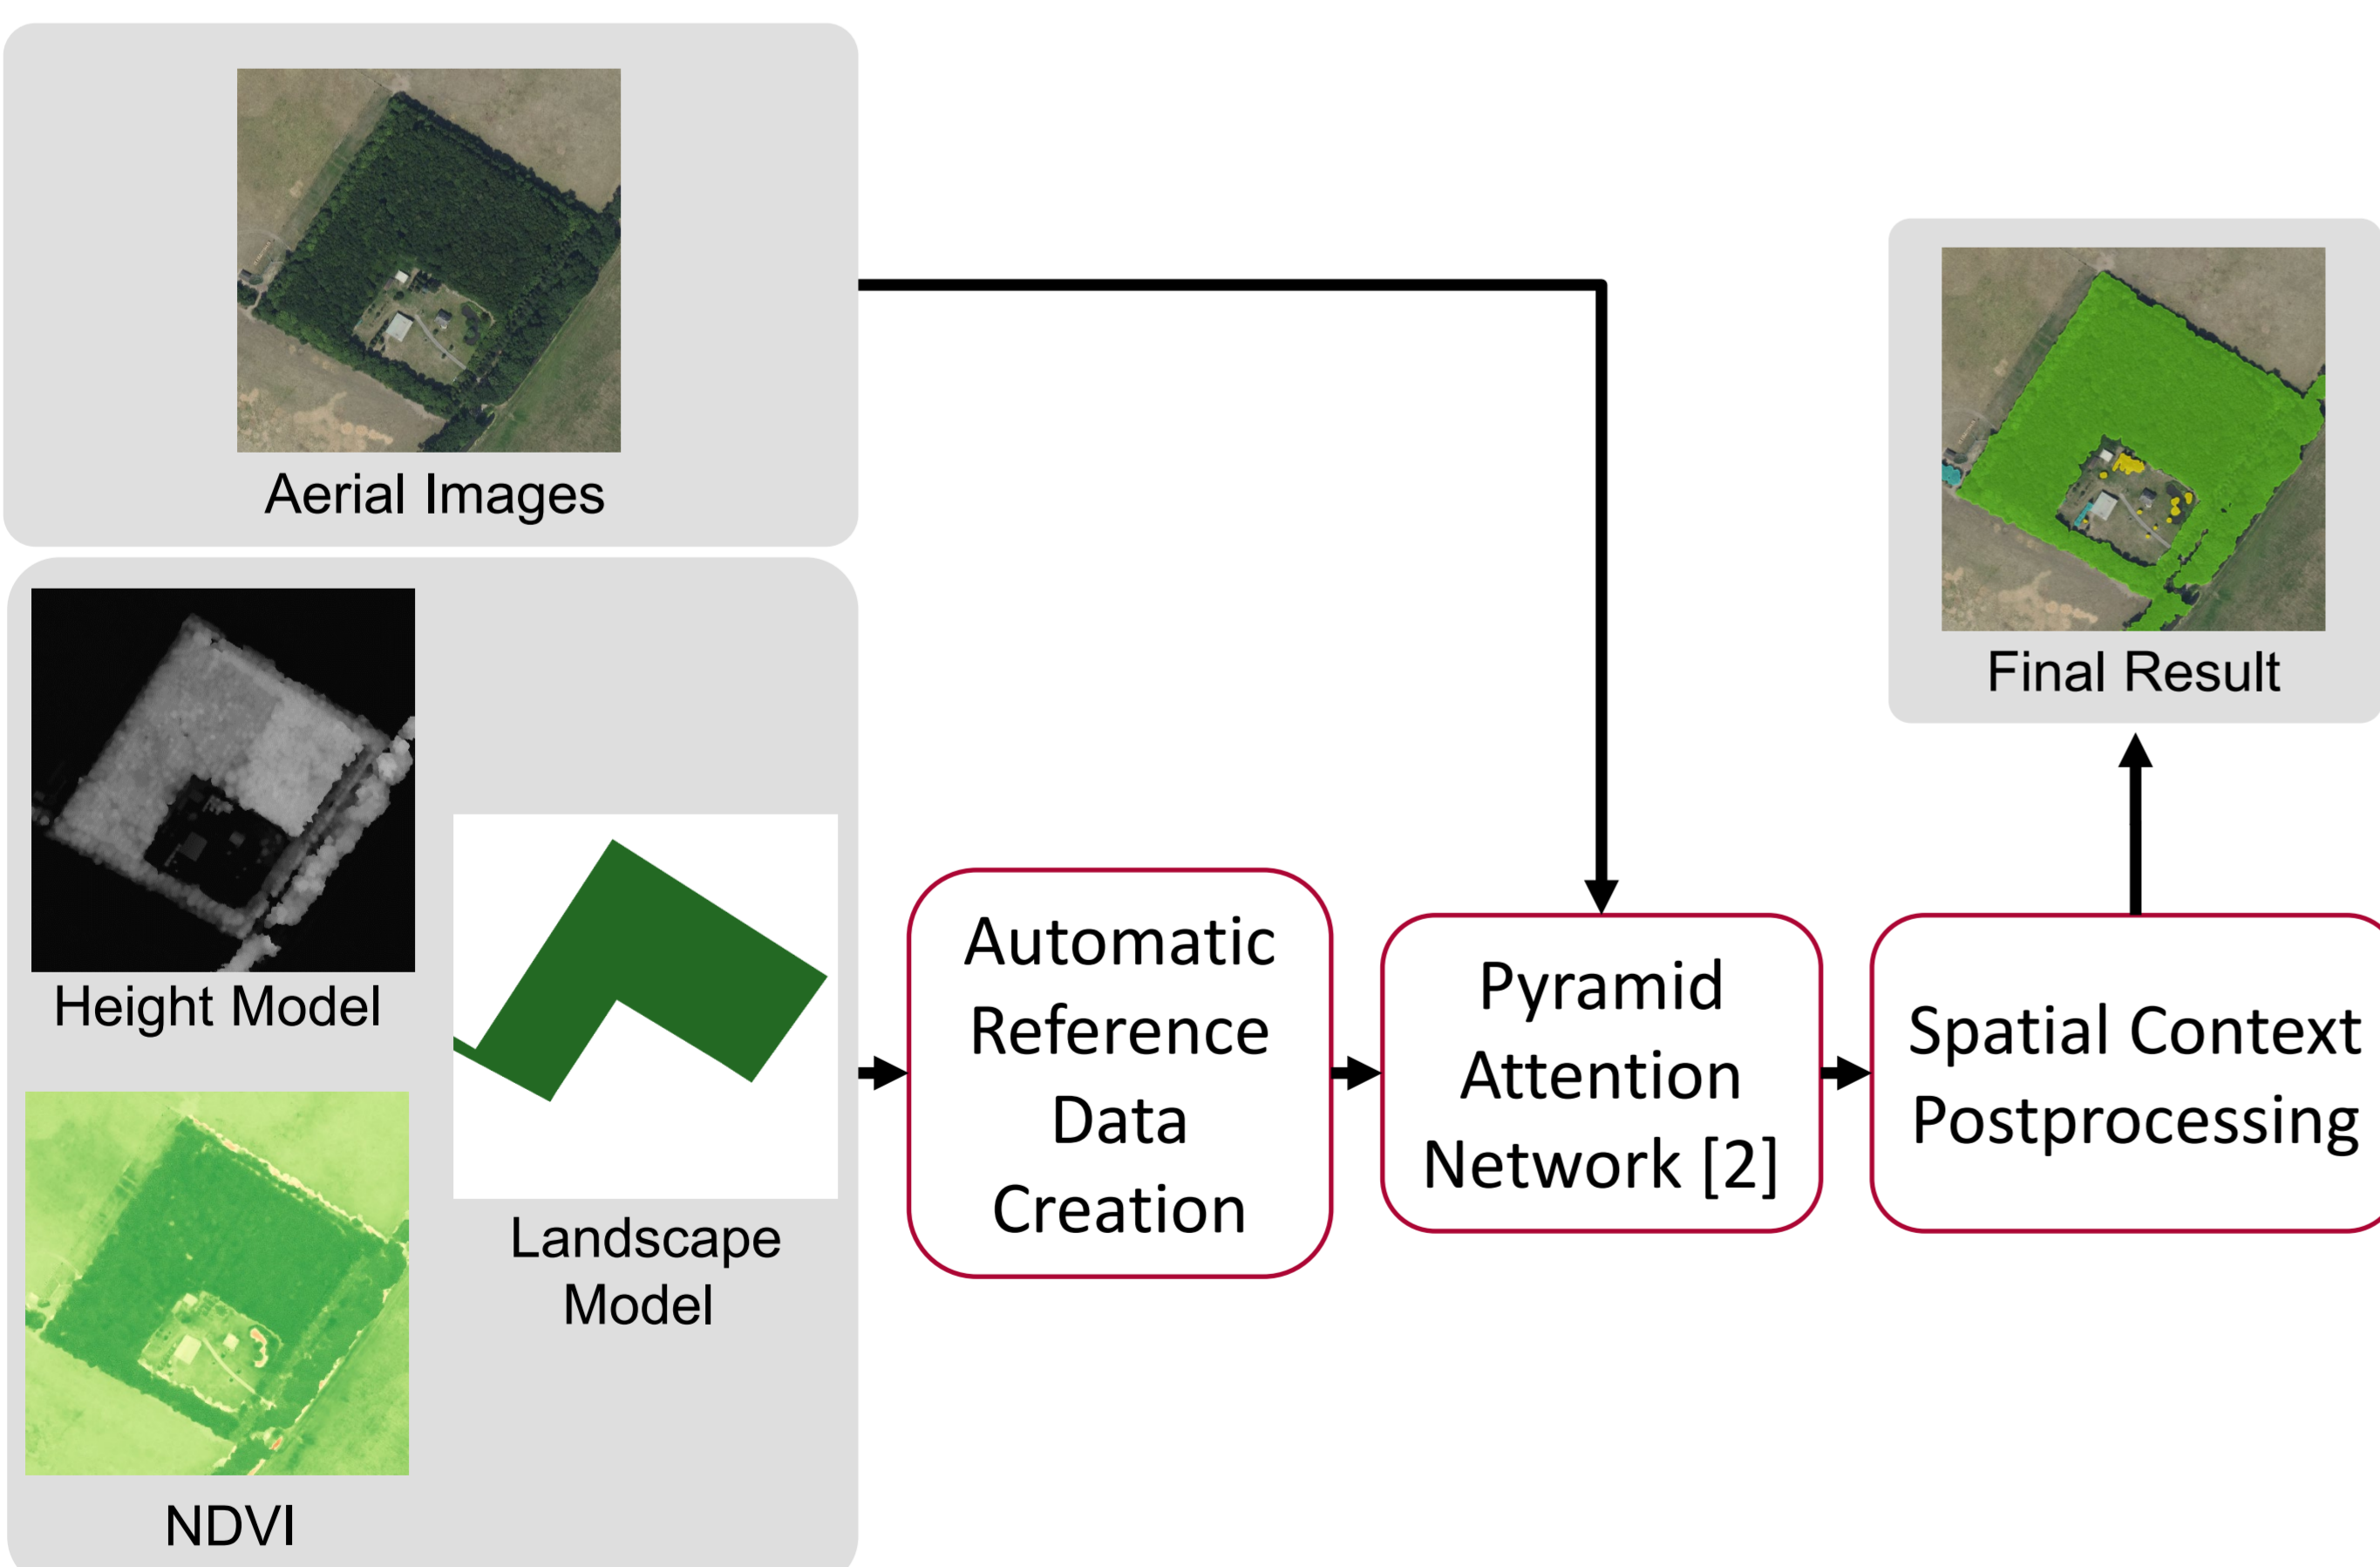 Aerial Images
Height Model
NDVI
Landscape
Model
Automatic
Reference
Data
Creation
Pyramid
Attention
Network [2]
Spatial Context
Postprocessing
Final Result